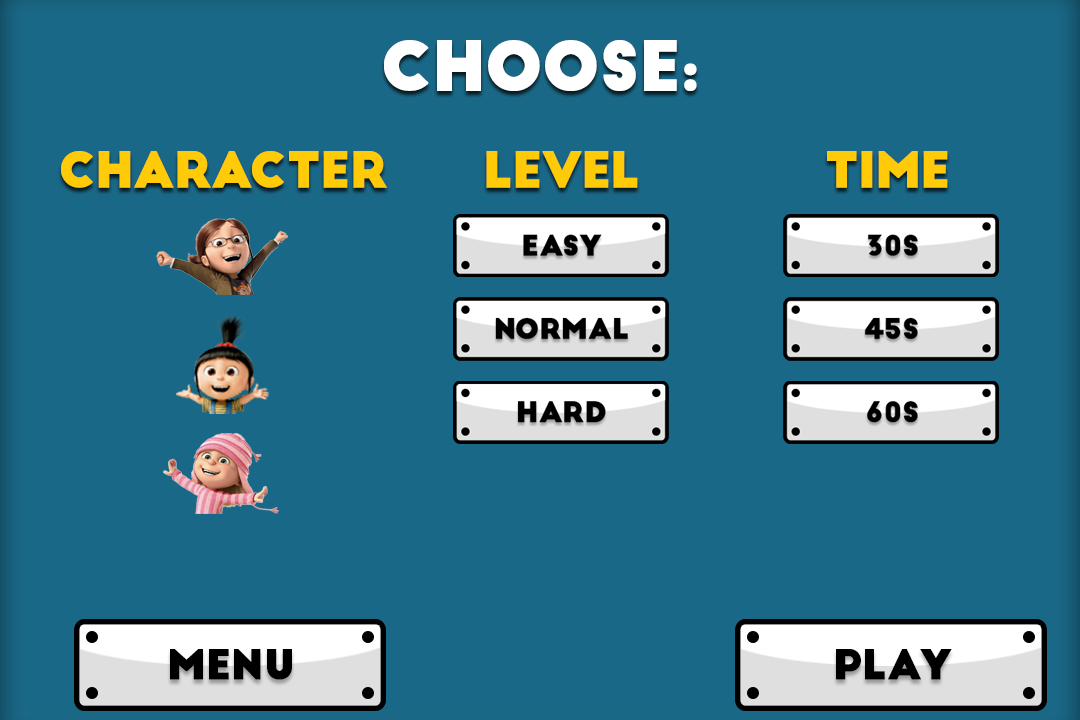 CHOOSE:
CHARACTER
LEVEL
TIME
EASY
30S
NORMAL
45S
HARD
60S
MENU
PLAY